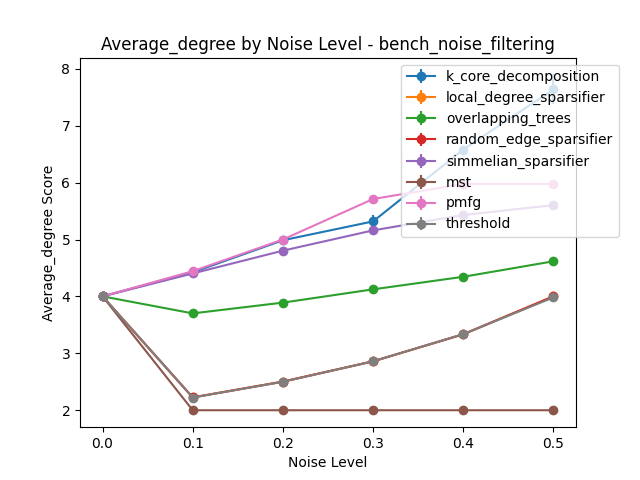 Average_degree by Noise Level - bench_noise_filtering
Average_degree Score
8
7
6
5
4
3
2
0.0 0.1 0.2 0.3 0.4 0.5
Noise Level
k_core_decomposition
local_degree_sparsifier
overlapping_trees
random_edge_sparsifier
simmelian_sparsifier
mst
pmfg
threshold